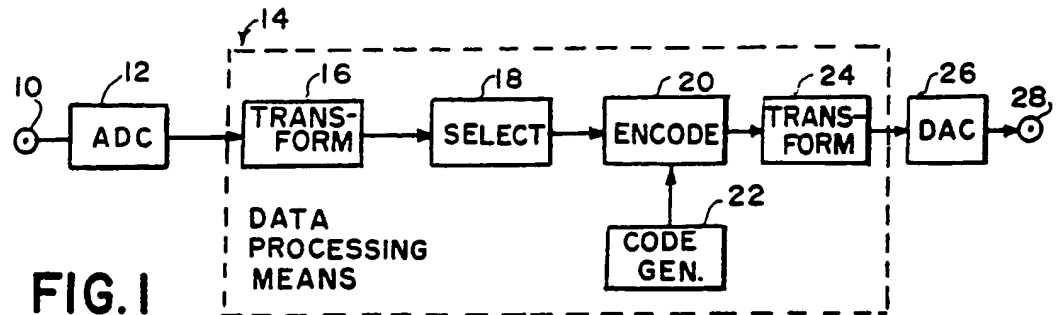 14
10
12
16
18
20
24
26
28
ADC
TRANS-
FORM
SELECT
ENCODE
TRANS-
FORM
DAC
22
CODE
GEN.
DATA
PROCESSING
MEANS
FIG.1